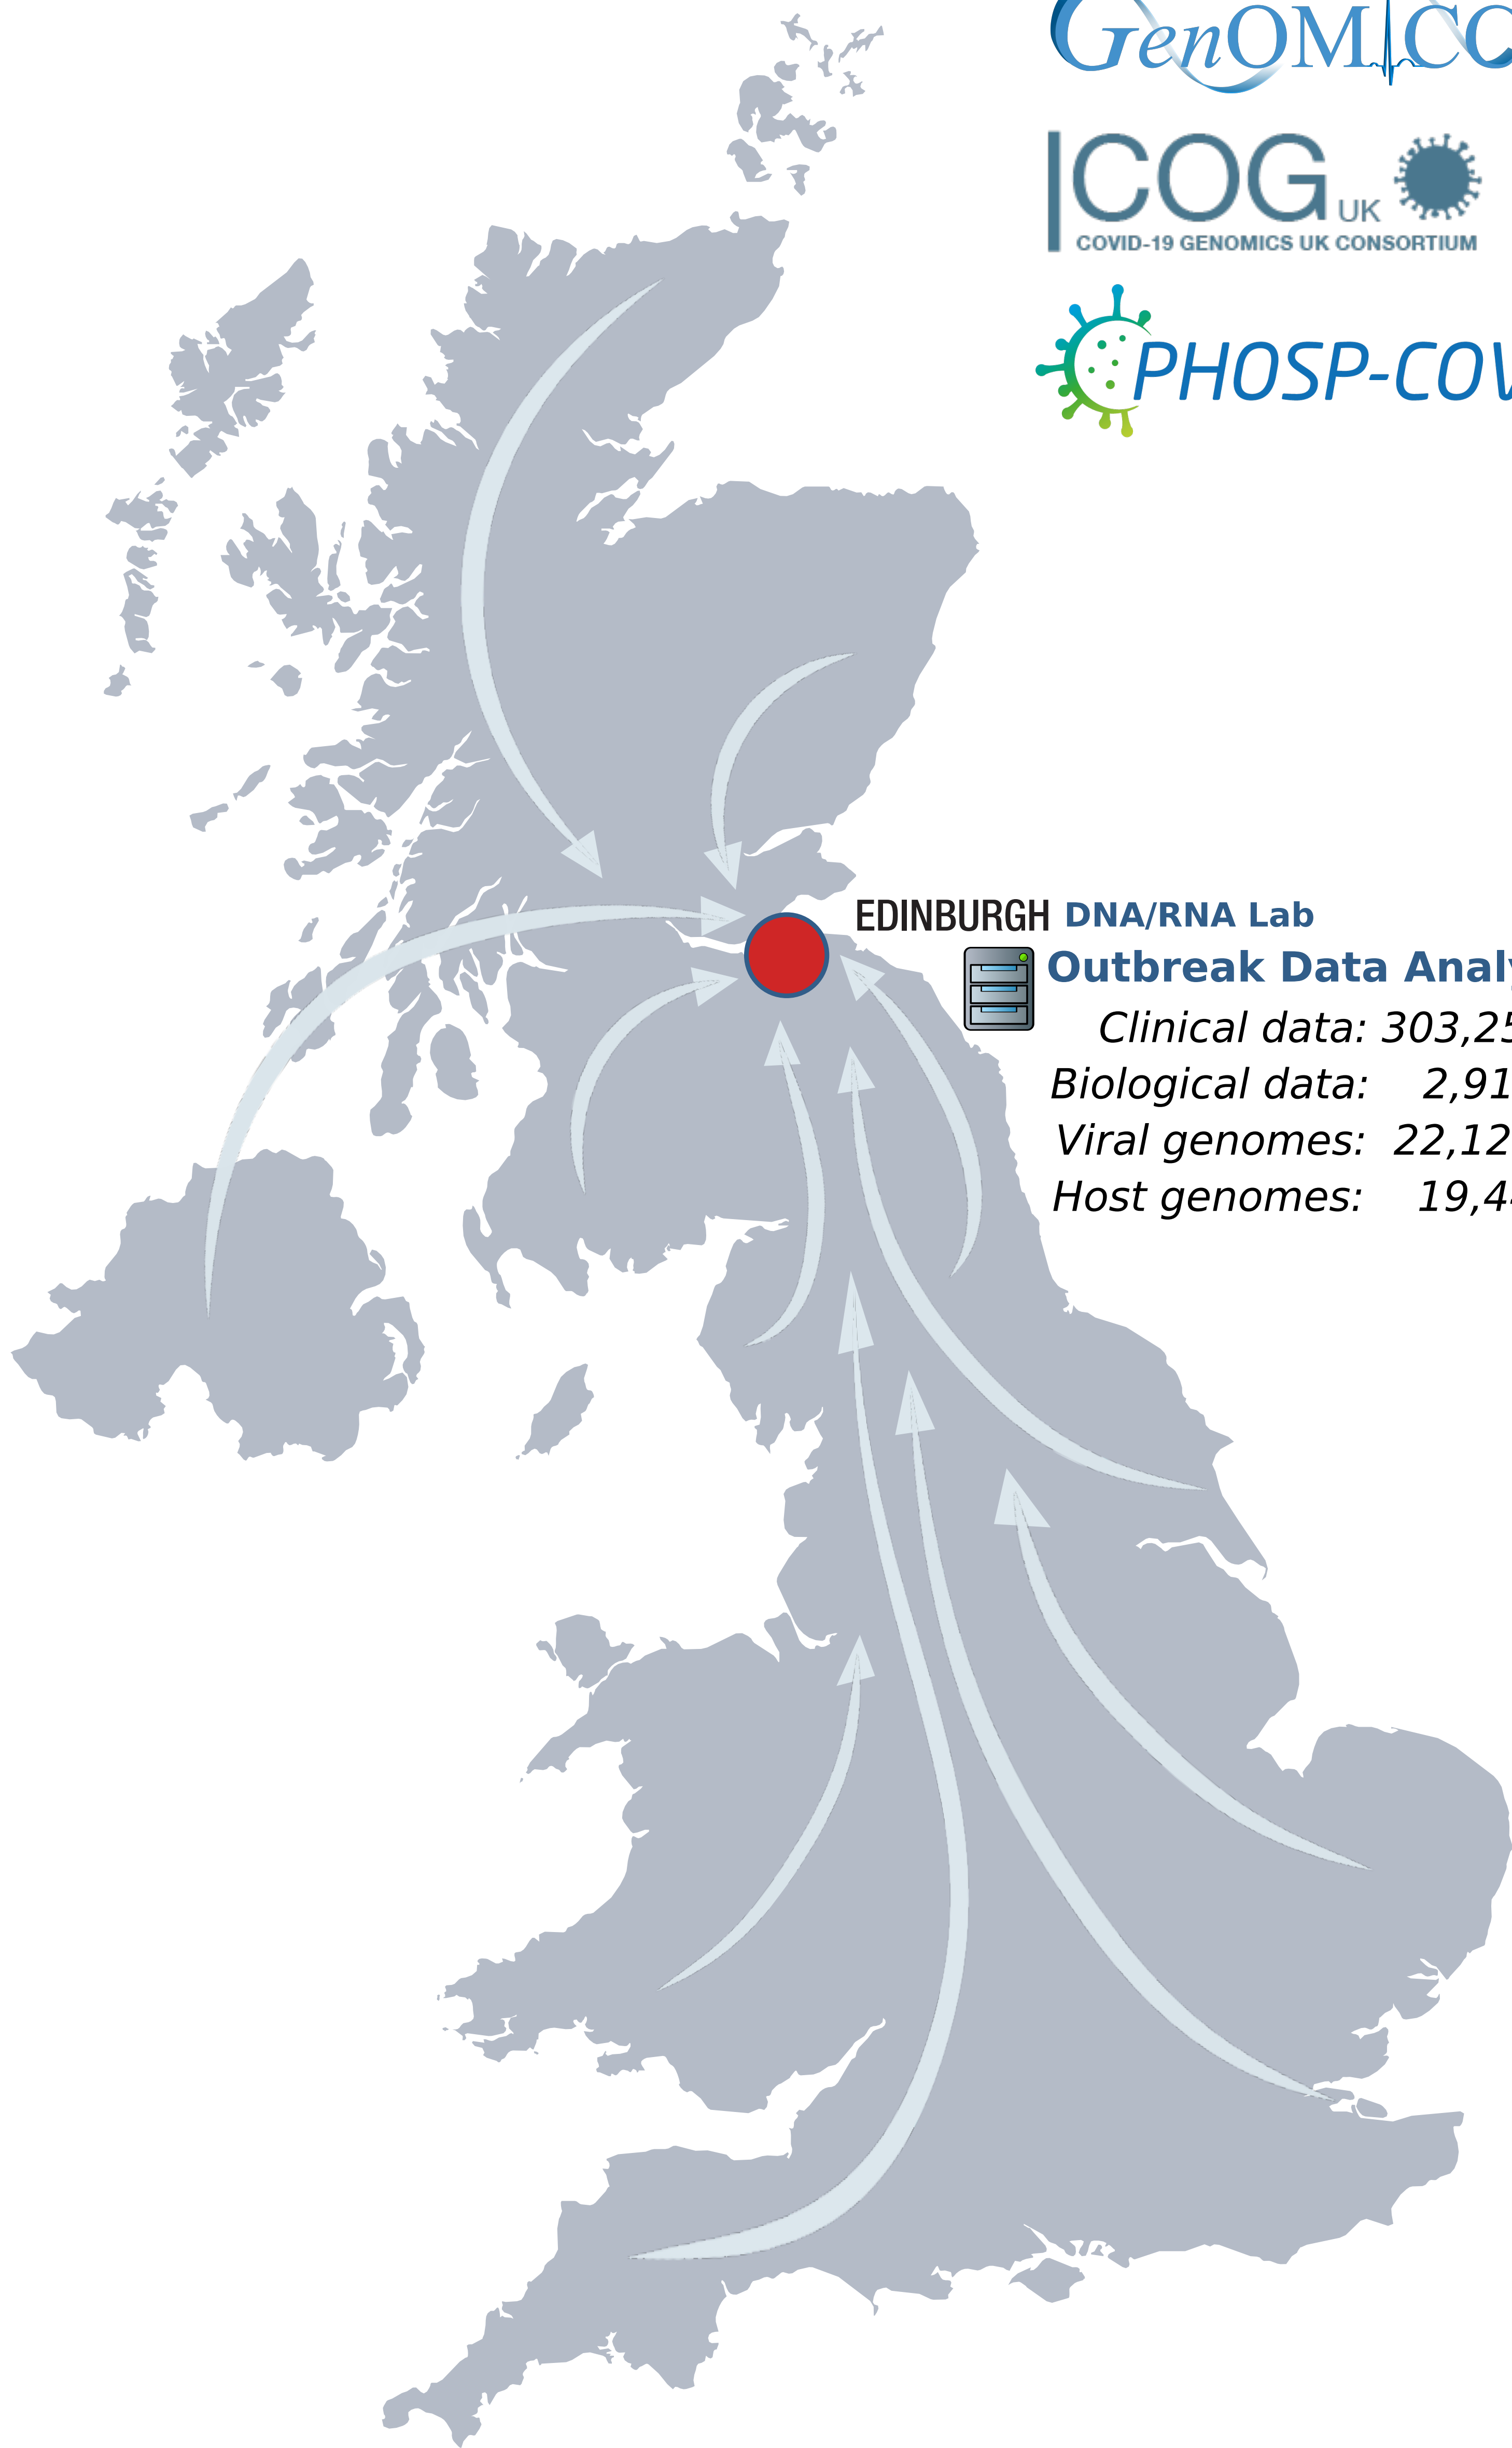 GenOMICC
COG UK
COVID-19 GENOMICS UK CONSORTIUM
PHOSP-COV
EDINBURGH DNA/RNA Lab
Outbreak Data Analy
Clinical data: 303,25
Biological data: 2,91
Viral genomes: 22,12
Host genomes: 19,4